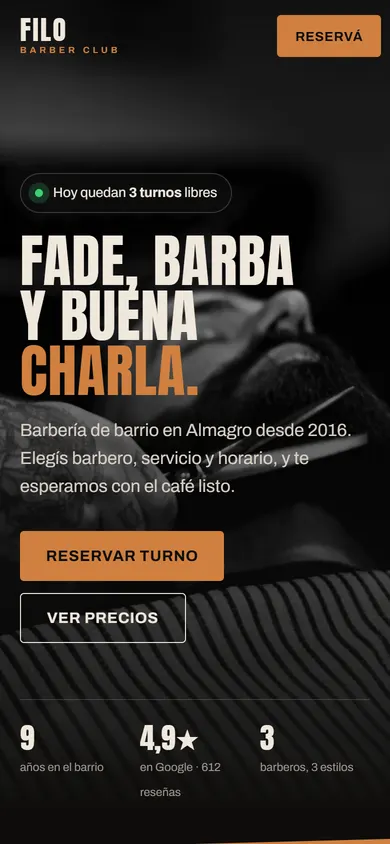 FILO
BARBER CLUB
RESERVÁ
Hoy quedan 3 turnos libres
FADE, BARBA
Y BUENA
CHARLA.
Barbería de barrio en Almagro desde 2016.
Elegís barbero, servicio y horario, y te
esperamos con el café listo.
RESERVAR TURNO
VER PRECIOS
9
años en el barrio
4,9★
en Google · 612
reseñas
3
barberos, 3 estilos